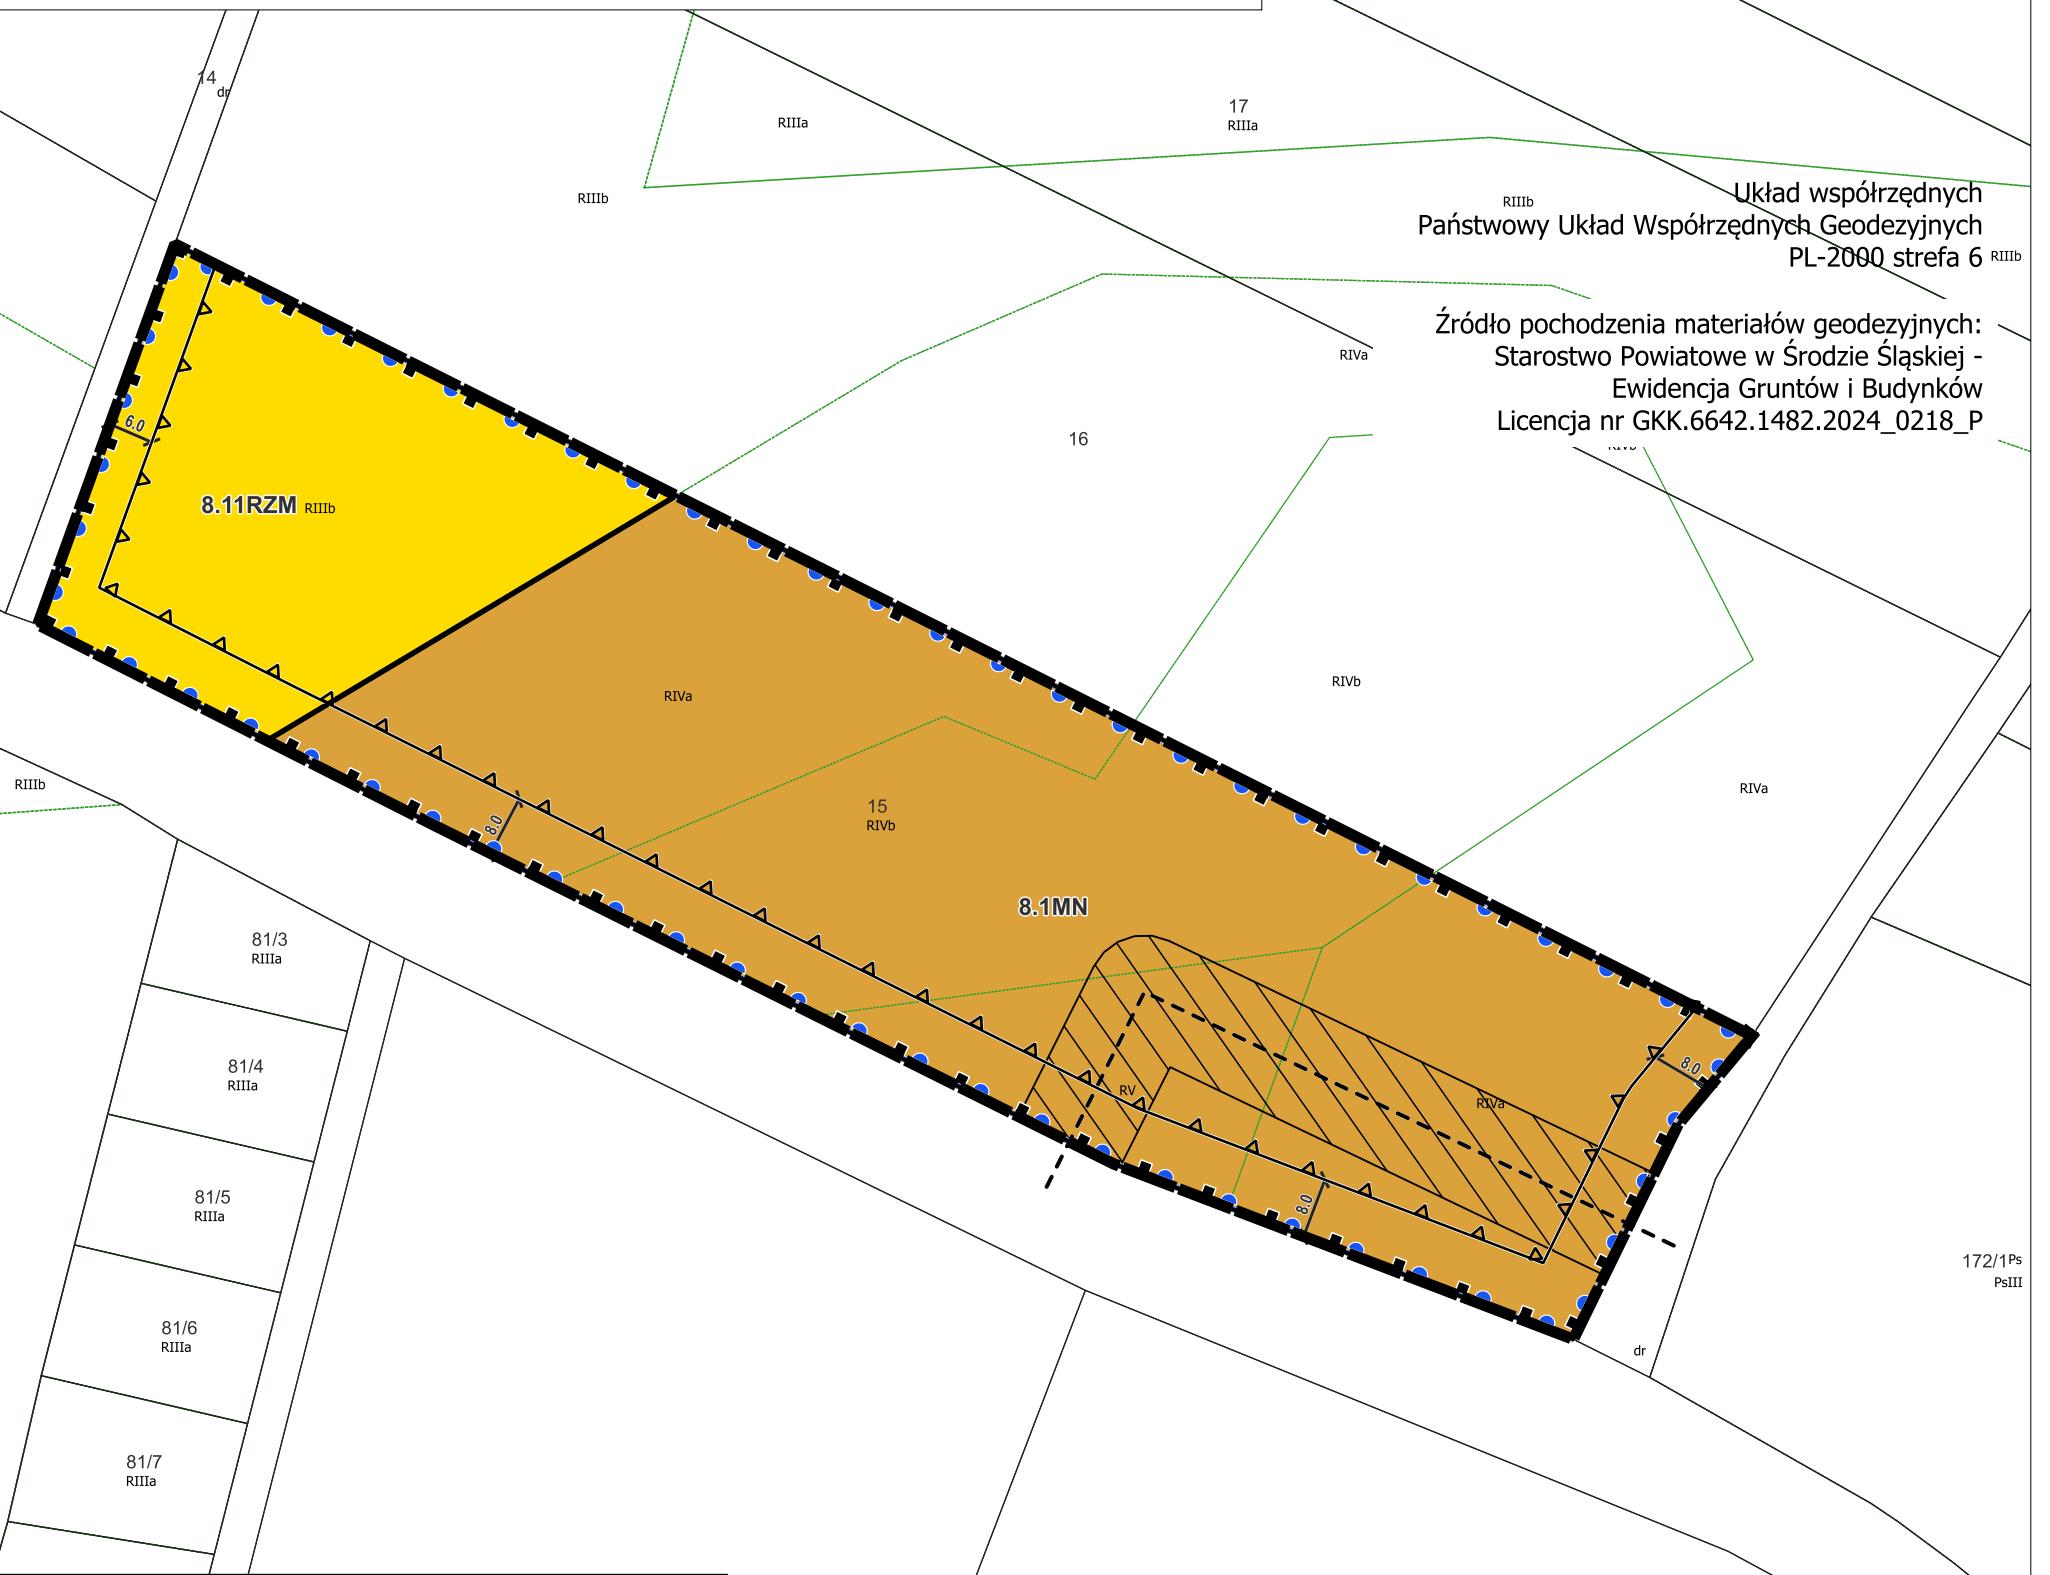 14
dr
RIIIa
17
RIIIa
RIIIb
RIIIb
Układ współrzędnych
Państwowy Układ Współrzędnych Geodezyjnych
PL-2000 strefa 6
RIIIb
Źródło pochodzenia materiałów geodezyjnych:
Starostwo Powiatowe w Środzie Śląskiej -
Ewidencja Gruntów i Budynków
Licencja nr GKK.6642.1482.2024_0218_P
RIVa
16
RIVb
6.0
8.11RZM RIIIb
RIVa
RIVb
RIIIb
RIVa
15
RIVb
8.0
8.1MN
81/3
RIIIa
81/4
RIIIa
RV
RIVa
8.0
81/5
RIIIa
8.0
172/1 Ps
PsIII
81/6
RIIIa
dr
81/7
RIIIa